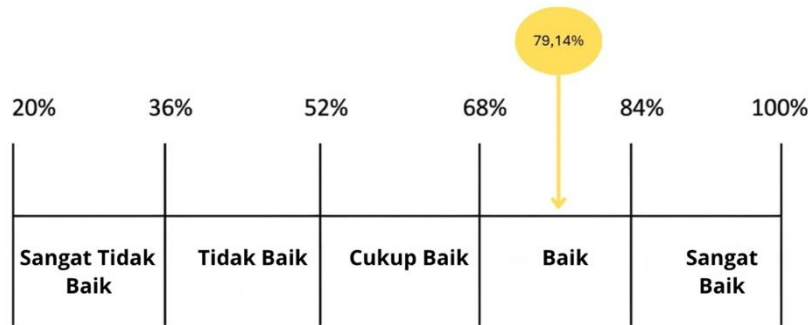 79,14%
20% 36% 52% 68% 84% 100%
Sangat Tidak Baik
Tidak Baik
Cukup Baik
Baik
Sangat Baik